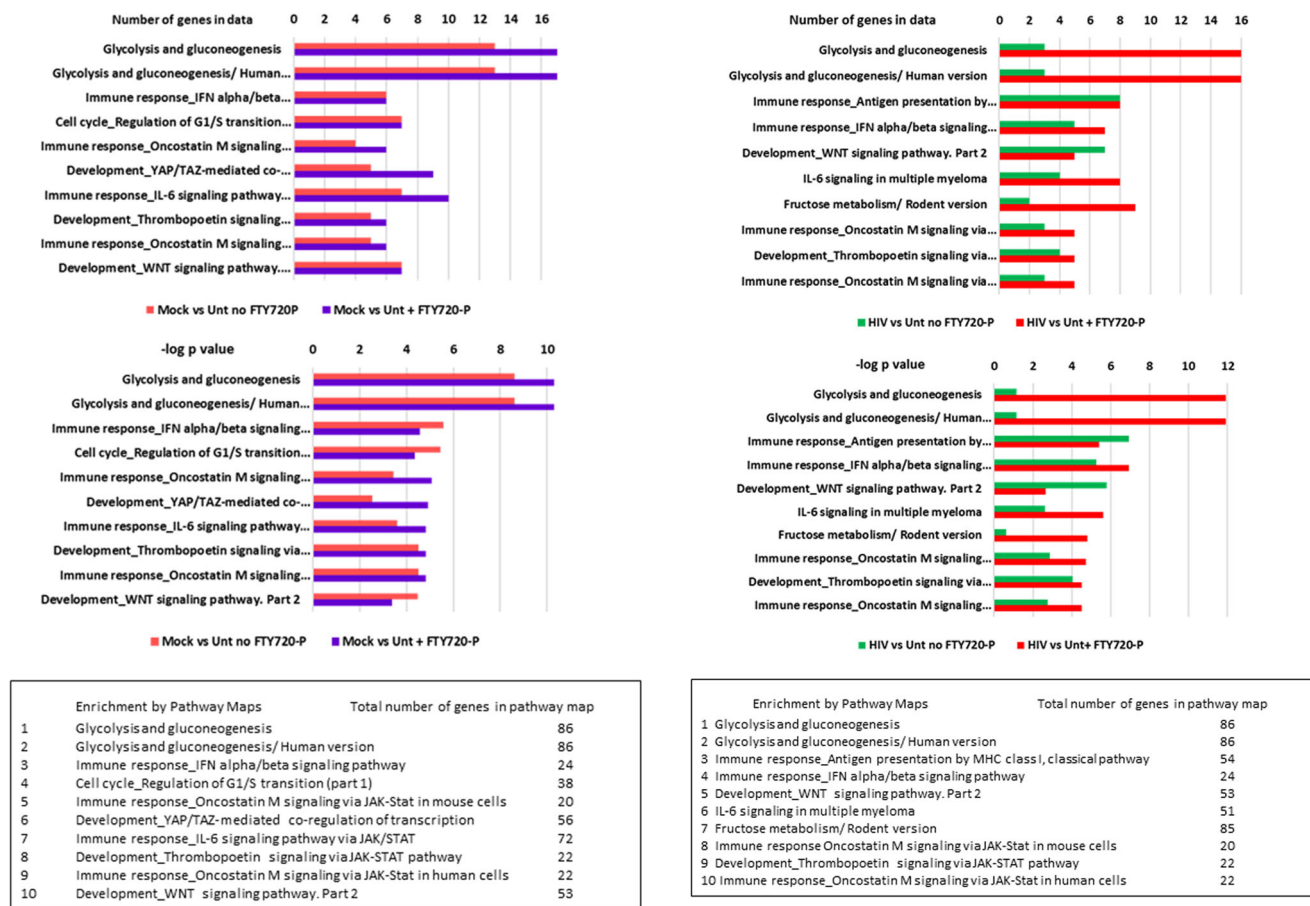 Number of genes in data
0 2 4 6 8 10 12 14 16
Glycolysis and gluconeogenesis
Glycolysis and gluconeogenesis/ Human...
Immune response_IFN alpha/beta...
Cell cycle_Regulation of G1/S transition...
Immune response_Oncostatin M signaling...
Development_YAP/TAZ-mediated co-...
Immune response_IL-6 signaling pathway...
Development_Thrombopoetin signaling...
Immune response_Oncostatin M signaling...
Development_WNT signaling pathway....
Mock vs Unt no FTY720P Mock vs Unt + FTY720-P
-log p value 0 2 4 6 8 10
Glycolysis and gluconeogenesis
Glycolysis and gluconeogenesis/ Human...
Immune response_IFN alpha/beta signaling...
Cell cycle_Regulation of G1/S transition...
Immune response_Oncostatin M signaling...
Development_YAP/TAZ-mediated co-...
Immune response_IL-6 signaling pathway...
Development_Thrombopoetin signaling via...
Immune response_Oncostatin M signaling...
Development_WNT signaling pathway. Part 2
Mock vs Unt no FTY720-P Mock vs Unt + FTY720-P
Enrichment by Pathway Maps Total number of genes in pathway map
1 Glycolysis and gluconeogenesis 86
2 Glycolysis and gluconeogenesis/ Human version 86
3 Immune response_IFN alpha/beta signaling pathway 24
4 Cell cycle_Regulation of G1/S transition (part 1) 38
5 Immune response_Oncostatin M signaling via JAK-Stat in mouse cells 20
6 Development_YAP/TAZ-mediated co-regulation of transcription 56
7 Immune response_IL-6 signaling pathway via JAK/STAT 72
8 Development_Thrombopoetin signaling via JAK-STAT pathway 22
9 Immune response_Oncostatin M signaling via JAK-Stat in human cells 22
10 Development_WNT signaling pathway. Part 2 53
Number of genes in data
0 2 4 6 8 10 12 14 16
Glycolysis and gluconeogenesis
Glycolysis and gluconeogenesis/ Human version
Immune response_Antigen presentation by...
Immune response_IFN alpha/beta signaling...
Development_WNT signaling pathway. Part 2
IL-6 signaling in multiple myeloma
Fructose metabolism/ Rodent version
Immune response_Oncostatin M signaling via...
Development_Thrombopoetin signaling via...
Immune response_Oncostatin M signaling via...
HIV vs Unt no FTY720-P HIV vs Unt + FTY720-P
-log p value 0 2 4 6 8 10 12
Glycolysis and gluconeogenesis
Glycolysis and gluconeogenesis/ Human...
Immune response_Antigen presentation by...
Immune response_IFN alpha/beta signaling...
Development_WNT signaling pathway. Part 2
IL-6 signaling in multiple myeloma
Fructose metabolism/ Rodent version
Immune response_Oncostatin M signaling...
Development_Thrombopoetin signaling via...
Immune response_Oncostatin M signaling...
HIV vs Unt no FTY720-P HIV vs Unt+ FTY720-P
Enrichment by Pathway Maps Total number of genes in pathway map
1 Glycolysis and gluconeogenesis 86
2 Glycolysis and gluconeogenesis/ Human version 86
3 Immune response_Antigen presentation by MHC class I, classical pathway 54
4 Immune response_IFN alpha/beta signaling pathway 24
5 Development_WNT signaling pathway. Part 2 53
6 IL-6 signaling in multiple myeloma 51
7 Fructose metabolism/ Rodent version 85
8 Immune response Oncostatin M signaling via JAK-Stat in mouse cells 20
9 Development_Thrombopoetin signaling via JAK-STAT pathway 22
10 Immune response_Oncostatin M signaling via JAK-Stat in human cells 22